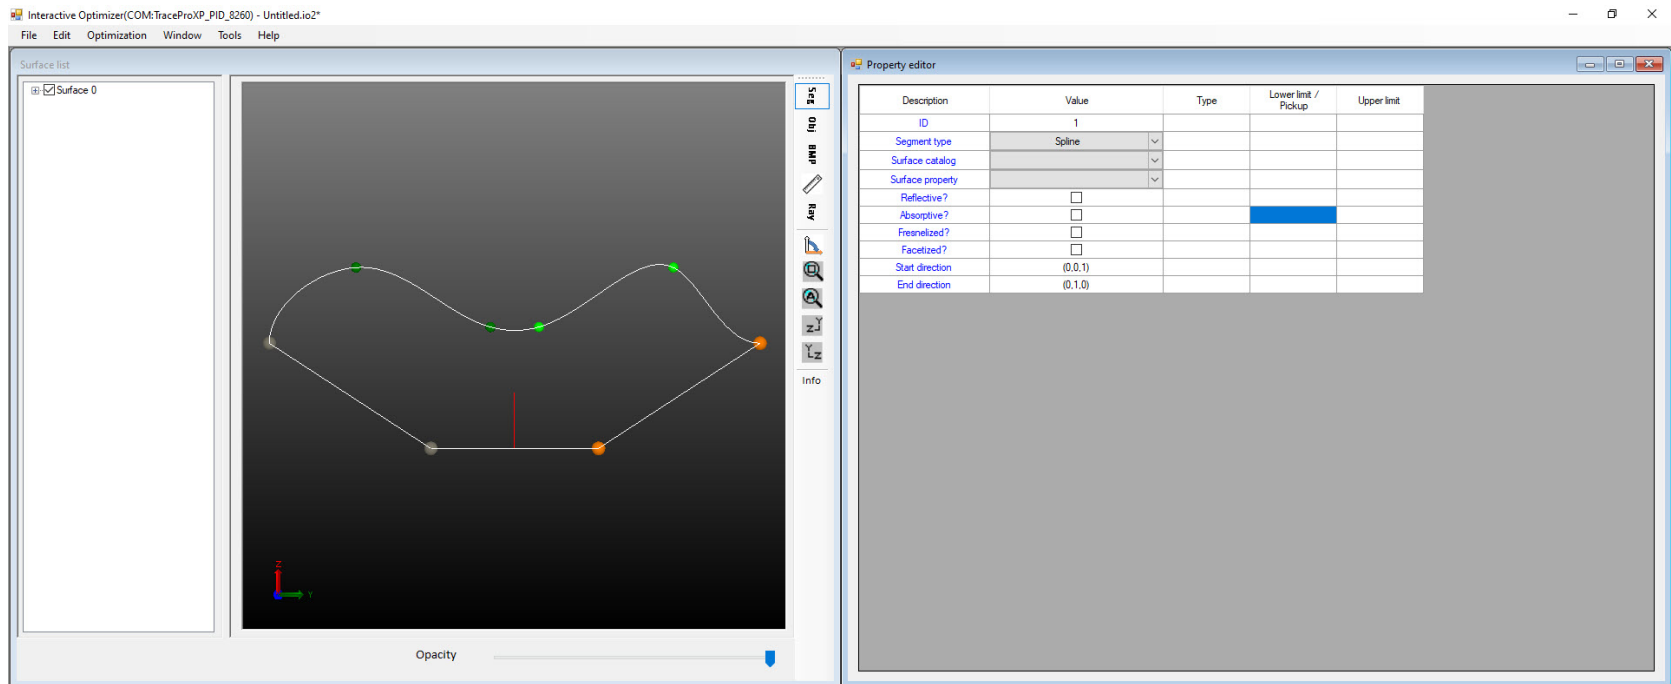 Interactive Optimizer(COM:TraceProXP_PID_8260) - Untitled.io2*
File Edit Optimization Window Tools Help
Surface list
Surface 0
Seg
Obj
BMP
Ray
Z Y
Y Z
Info
Z
Y
Opacity
Property editor
Description Value Type Lower limit / Pickup Upper limit
ID 1
Segment type Spline
Surface catalog
Surface property
Reflective?
Absorptive?
Fresnelized?
Facetized?
Start direction (0,0,1)
End direction (0,1,0)